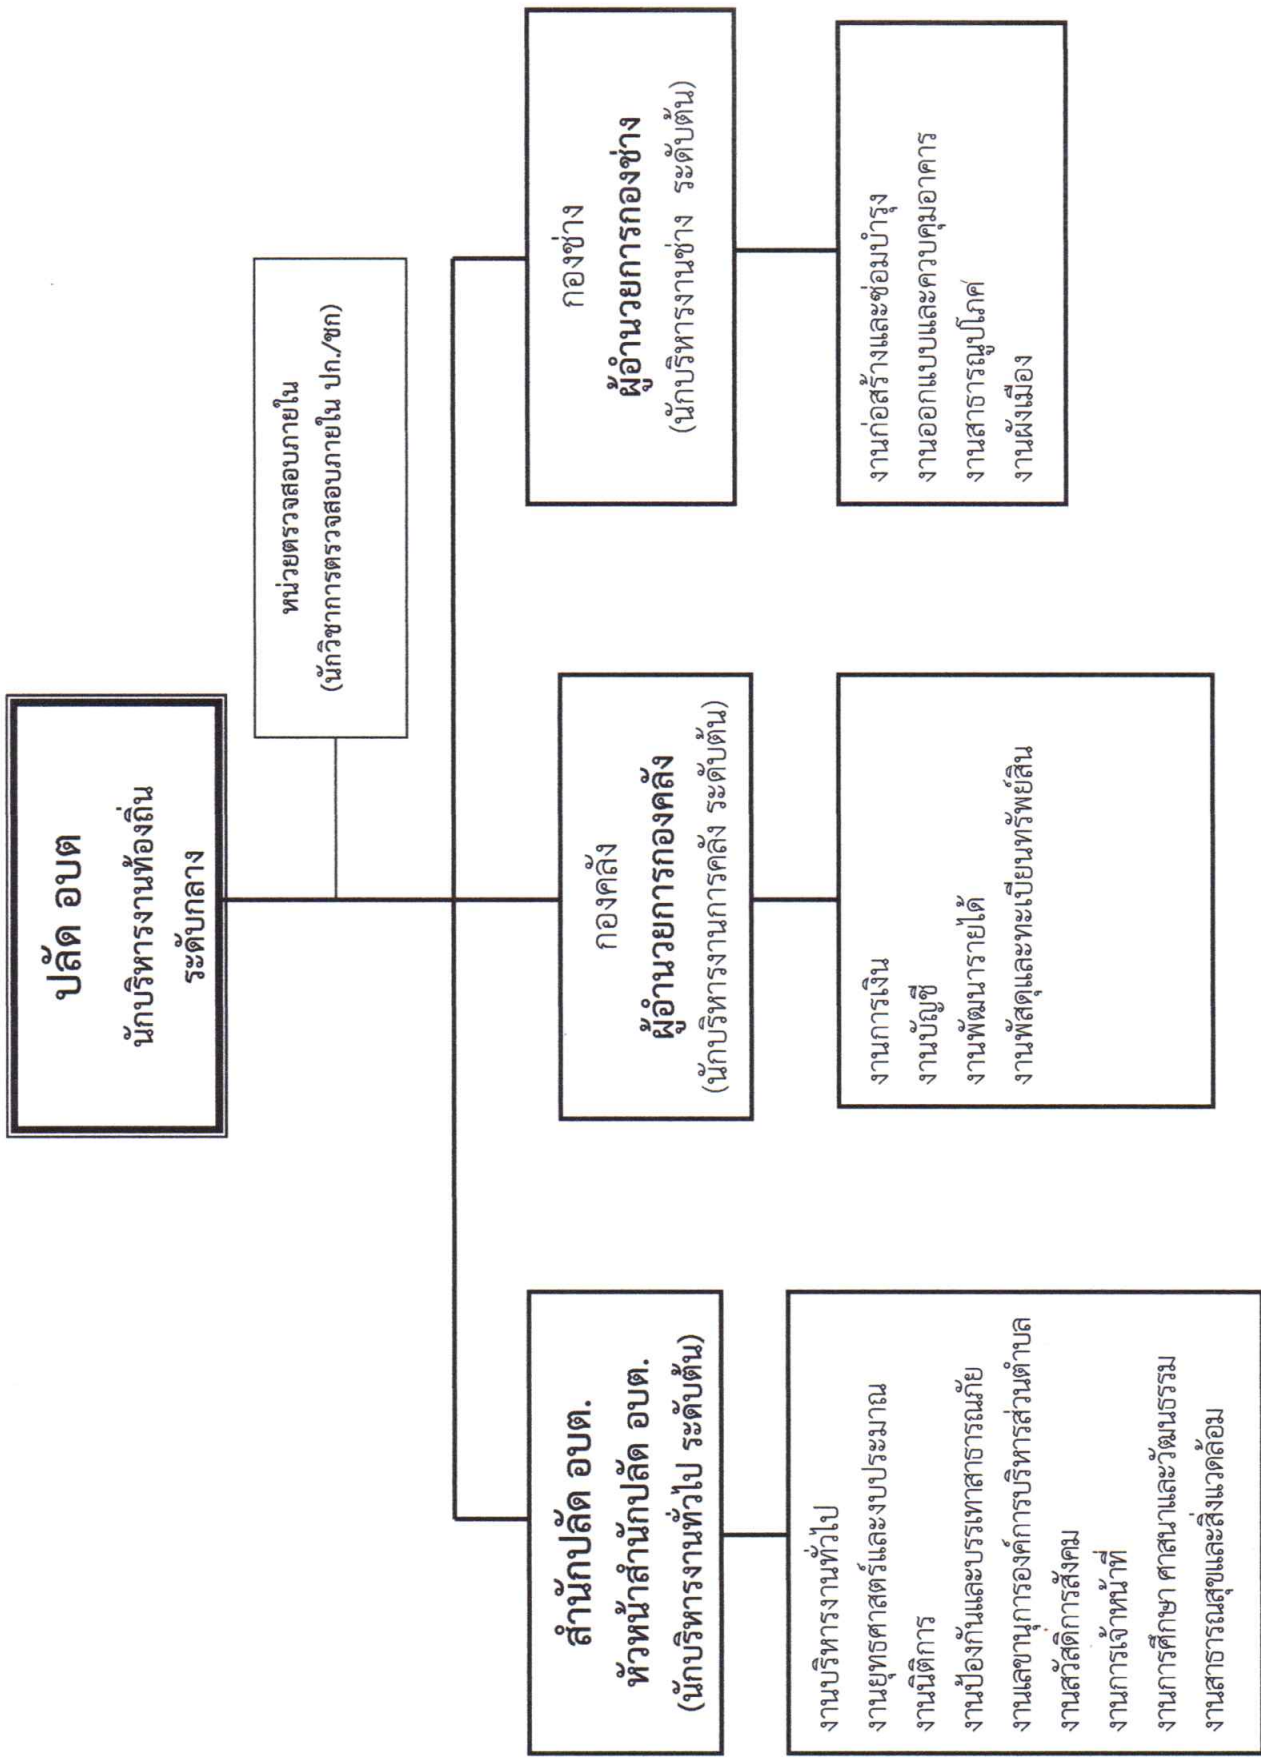 ปลัด อบต
นักบริหารงานท้องถิ่น
ระดับกลาง
หน่วยตรวจสอบภายใน
(นักวิชาการตรวจสอบภายใน ปก./ชก)
สำนักปลัด อบต.
หัวหน้าสำนักปลัด อบต.
(นักบริหารงานทั่วไป ระดับต้น)
งานบริหารงานทั่วไป
งานยุทธศาสตร์และงบประมาณ
งานนิติการ
งานป้องกันและบรรเทาสาธารณภัย
งานเลขานุการองค์การบริหารส่วนตำบล
งานสวัสดิการสังคม
งานการเจ้าหน้าที่
งานการศึกษา ศาสนาและวัฒนธรรม
งานสาธารณสุขและสิ่งแวดล้อม
กองคลัง
ผู้อำนวยการกองคลัง
(นักบริหารงานการคลัง ระดับต้น)
งานการเงิน
งานบัญชี
งานพัฒนารายได้
งานพัสดุและทะเบียนทรัพย์สิน
กองช่าง
ผู้อำนวยการกองช่าง
(นักบริหารงานช่าง ระดับต้น)
งานก่อสร้างและซ่อมบำรุง
งานออกแบบและควบคุมอาคาร
งานสาธารณูปโภค
งานผังเมือง